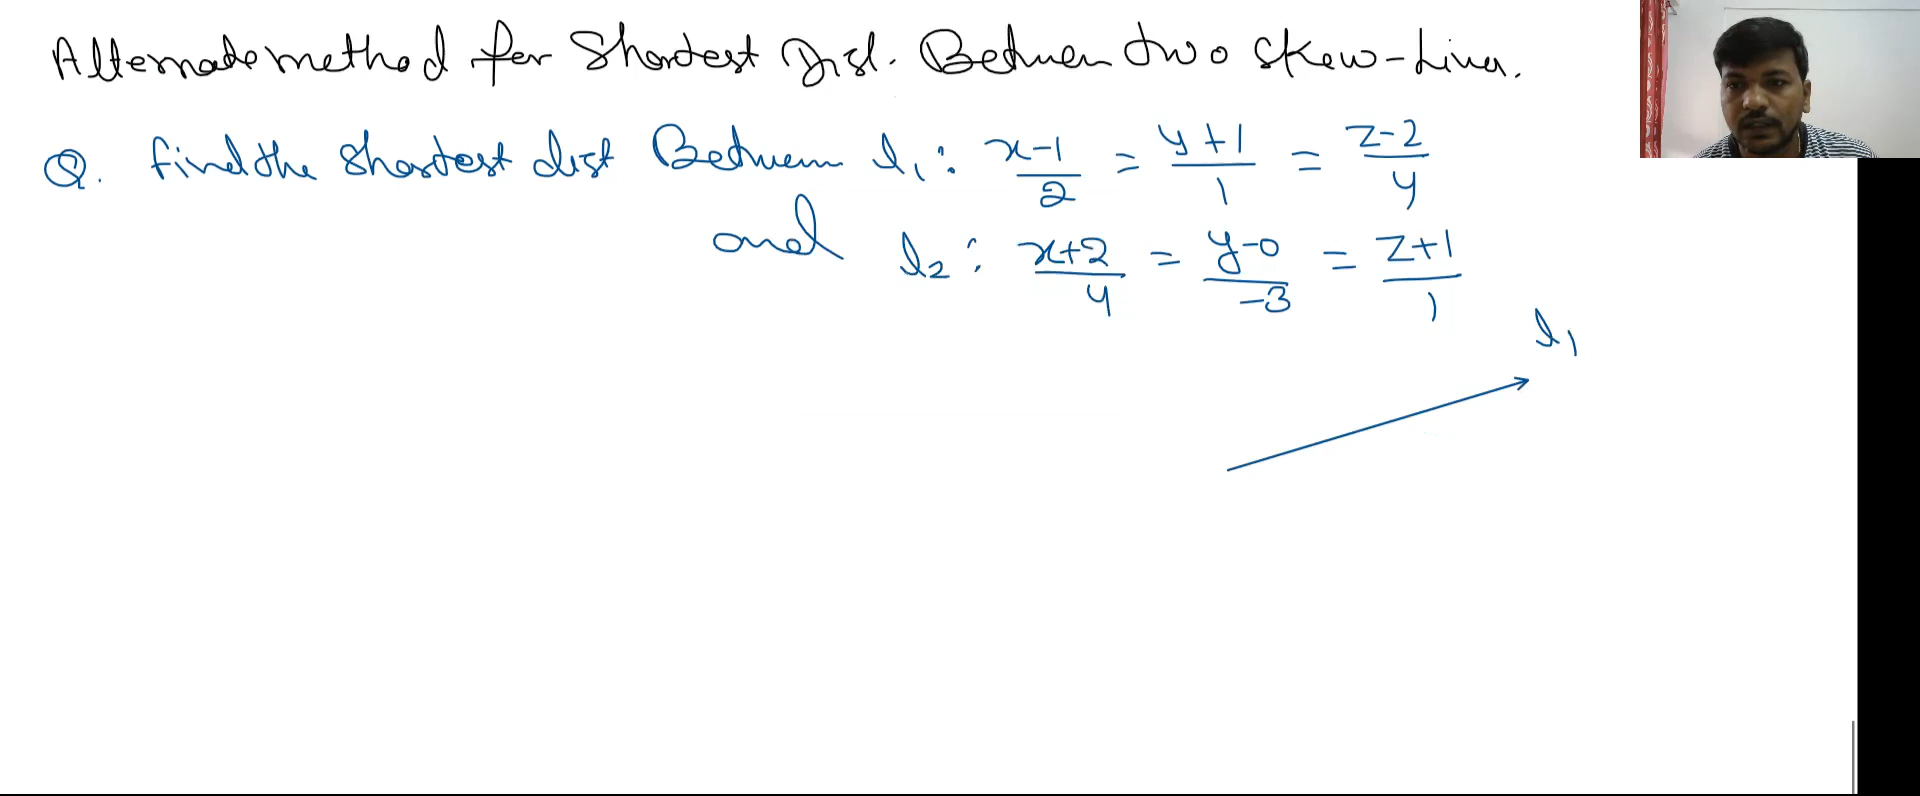 Alternate method for Shortest Dist. Between two Skew-Lines.
Q. find the shortest dist Between l₁: (x-1)/2 = (y+1)/1 = (z-2)/4
and l₂: (x+2)/4 = (y-0)/-3 = (z+1)/1
l₁